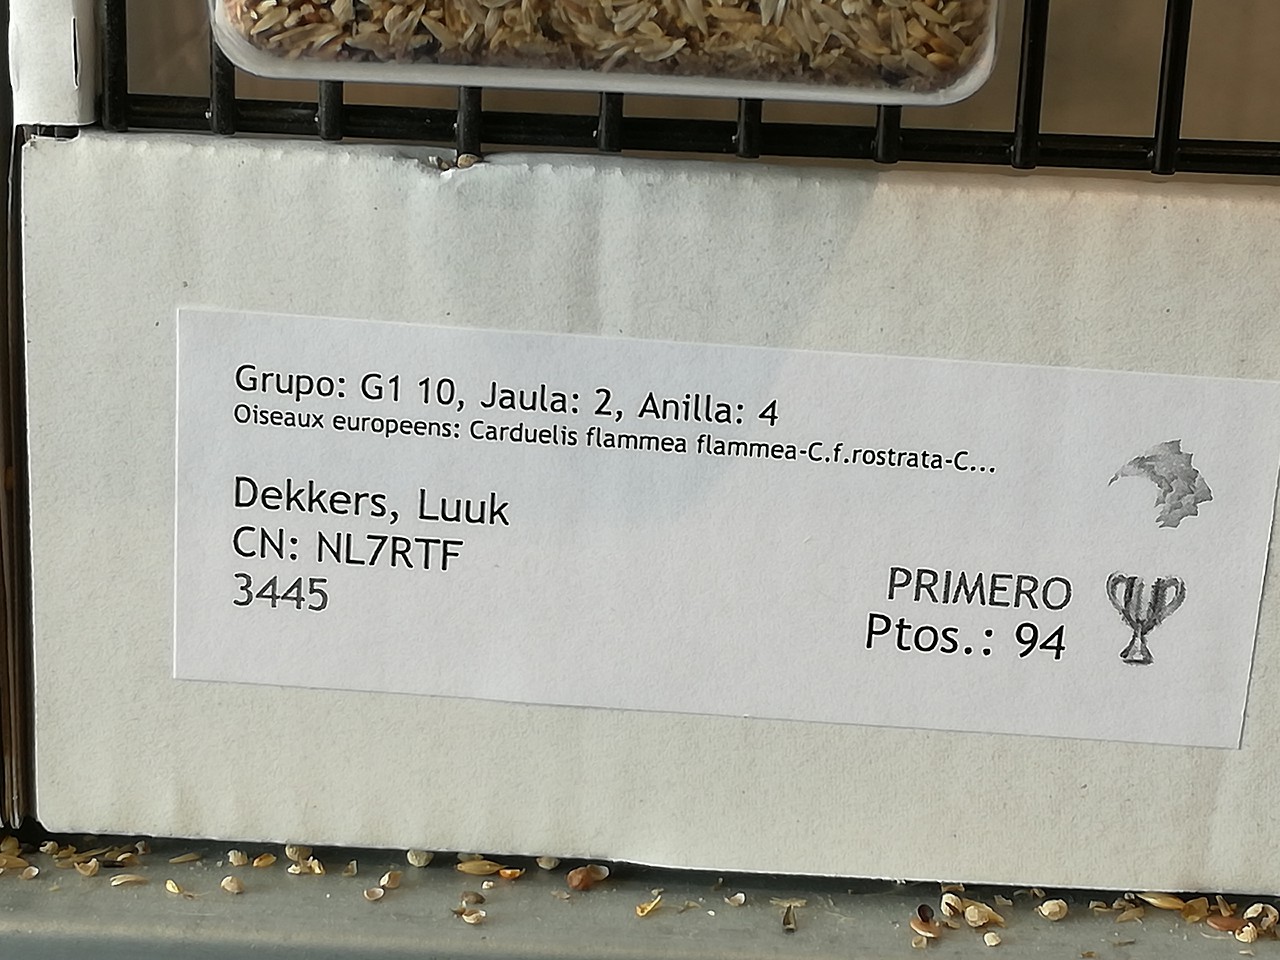 Grupo: G1 10, Jaula: 2, Anilla: 4
Oiseaux europeens: Carduelis flammea flammea-C.f.rostrata-C...
Dekkers, Luuk
CN: NL7RTF
3445
PRIMERO
Ptos.: 94